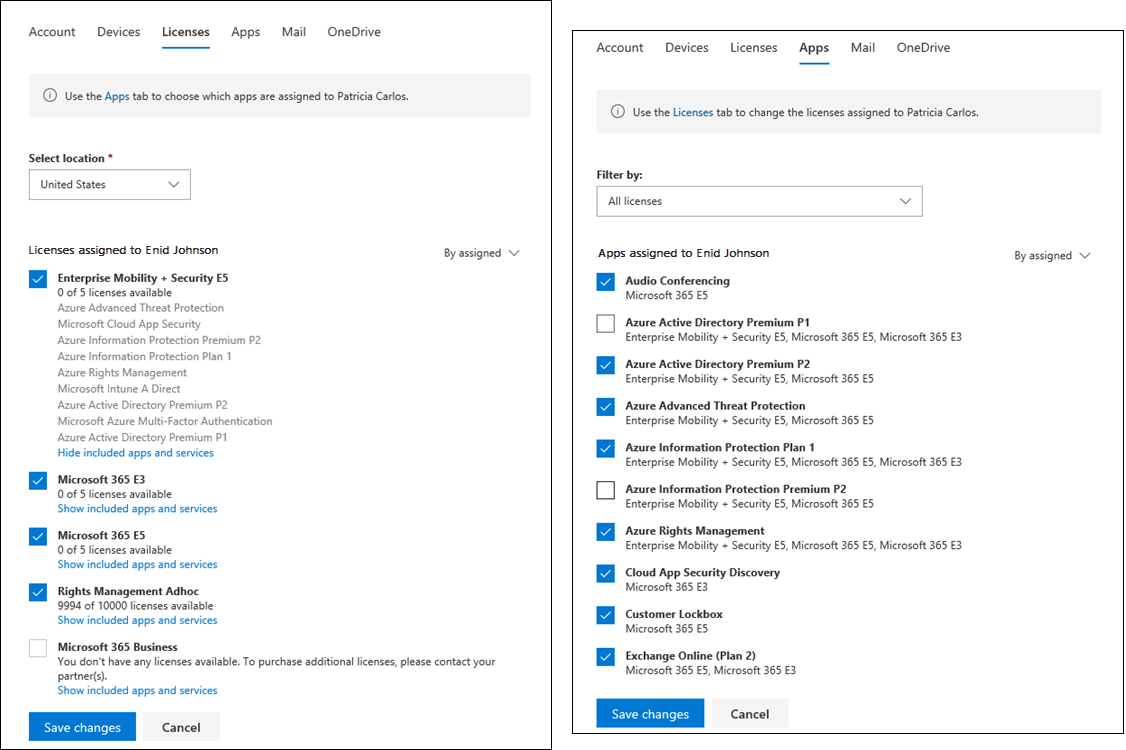 Account Devices Licenses Apps Mail OneDrive
Use the Apps tab to choose which apps are assigned to Patricia Carlos.
Select location *
United States
Licenses assigned to Enid Johnson
By assigned
Enterprise Mobility + Security E5
0 of 5 licenses available
Azure Advanced Threat Protection
Microsoft Cloud App Security
Azure Information Protection Premium P2
Azure Information Protection Plan 1
Azure Rights Management
Microsoft Intune A Direct
Azure Active Directory Premium P2
Microsoft Azure Multi-Factor Authentication
Azure Active Directory Premium P1
Hide included apps and services
Microsoft 365 E3
0 of 5 licenses available
Show included apps and services
Microsoft 365 E5
0 of 5 licenses available
Show included apps and services
Rights Management Adhoc
9994 of 10000 licenses available
Show included apps and services
Microsoft 365 Business
You don't have any licenses available. To purchase additional licenses, please contact your
partner(s).
Show included apps and services
Save changes Cancel
Account Devices Licenses Apps Mail OneDrive
Use the Licenses tab to change the licenses assigned to Patricia Carlos.
Filter by:
All licenses
Apps assigned to Enid Johnson
By assigned
Audio Conferencing
Microsoft 365 E5
Azure Active Directory Premium P1
Enterprise Mobility + Security E5, Microsoft 365 E5, Microsoft 365 E3
Azure Active Directory Premium P2
Enterprise Mobility + Security E5, Microsoft 365 E5
Azure Advanced Threat Protection
Enterprise Mobility + Security E5, Microsoft 365 E5
Azure Information Protection Plan 1
Enterprise Mobility + Security E5, Microsoft 365 E5, Microsoft 365 E3
Azure Information Protection Premium P2
Enterprise Mobility + Security E5, Microsoft 365 E5
Azure Rights Management
Enterprise Mobility + Security E5, Microsoft 365 E5, Microsoft 365 E3
Cloud App Security Discovery
Microsoft 365 E3
Customer Lockbox
Microsoft 365 E5
Exchange Online (Plan 2)
Microsoft 365 E5, Microsoft 365 E3
Save changes Cancel